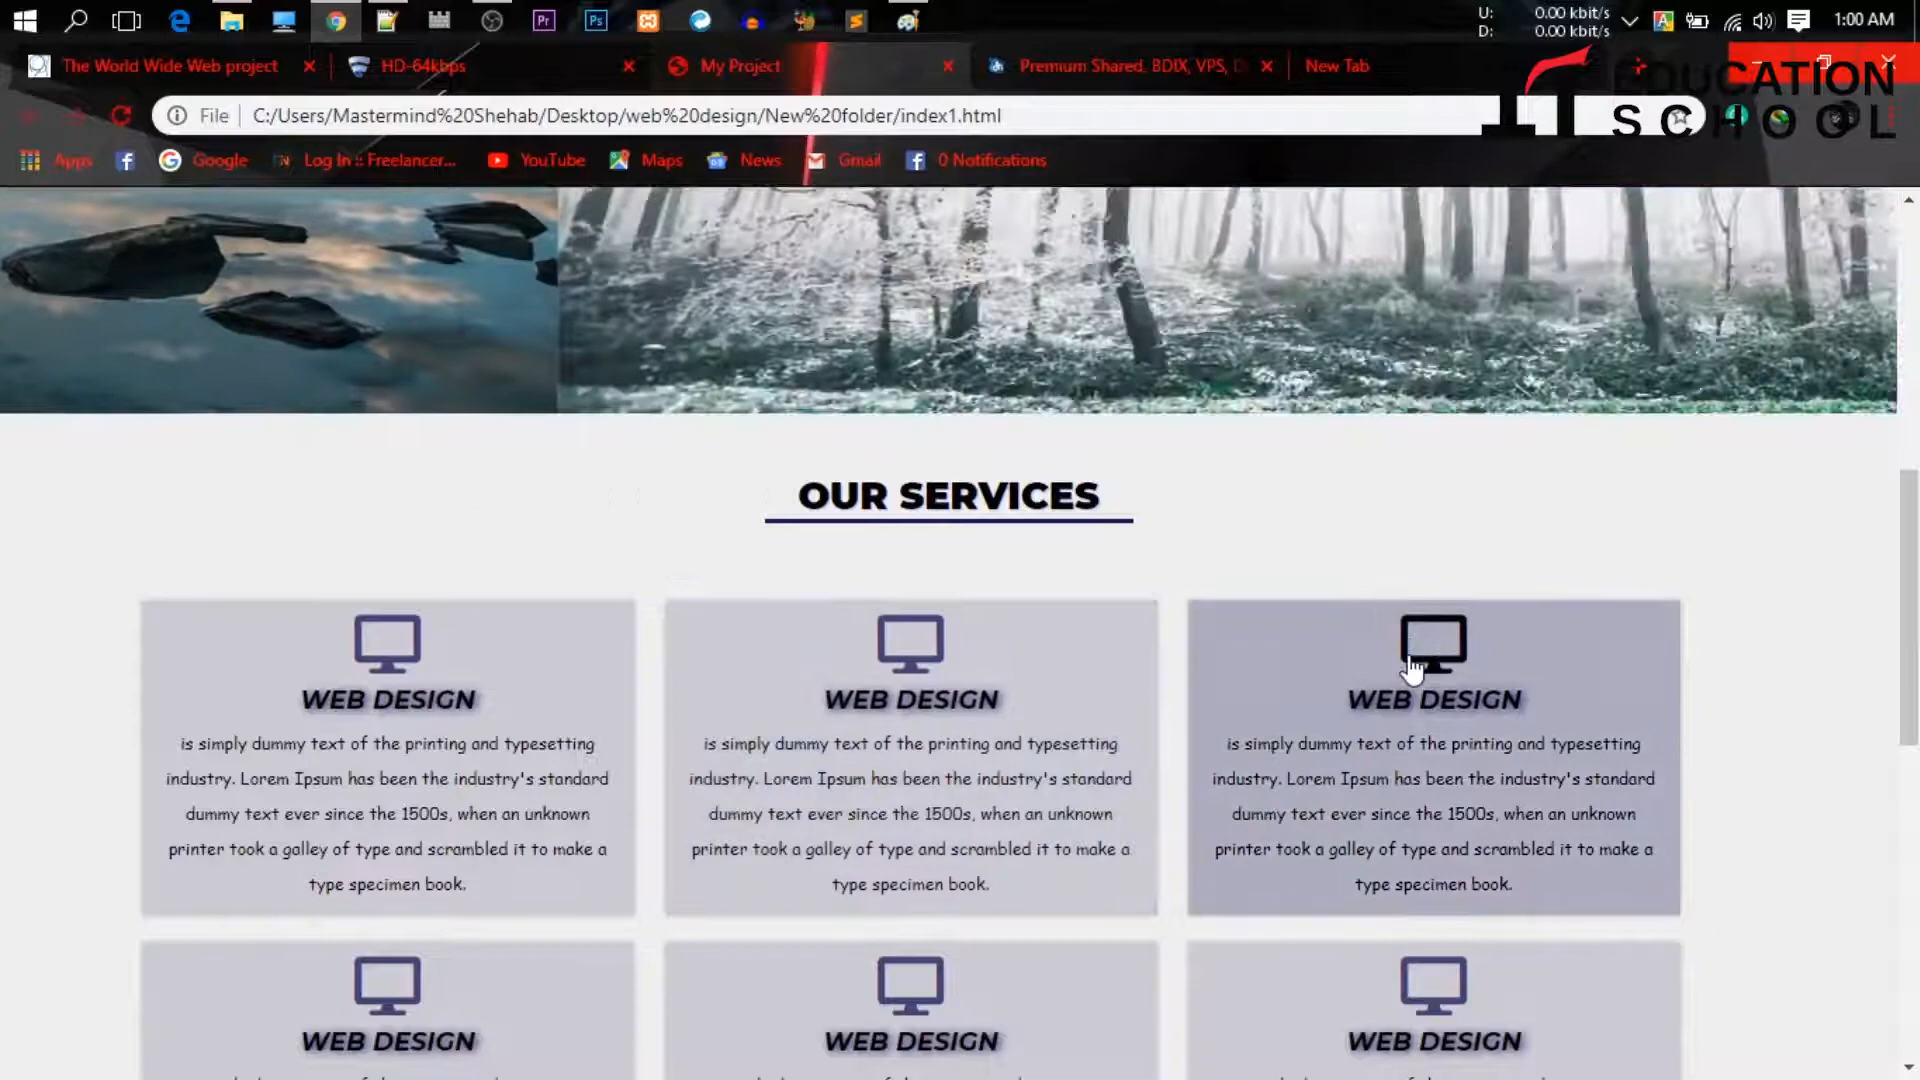 U: 0.00 kbit/s
D: 0.00 kbit/s
1:00 AM
The World Wide Web project
HD-64kbps
My Project
Premium Shared, BDIX, VPS, D
New Tab
EDUCATION
IT SCHOOL
File C:/Users/Mastermind%20Shehab/Desktop/web%20design/New%20folder/index1.html
Apps
Google
Log In :: Freelancer...
YouTube
Maps
News
Gmail
0 Notifications
OUR SERVICES
WEB DESIGN
is simply dummy text of the printing and typesetting
industry. Lorem Ipsum has been the industry's standard
dummy text ever since the 1500s, when an unknown
printer took a galley of type and scrambled it to make a
type specimen book.
WEB DESIGN
is simply dummy text of the printing and typesetting
industry. Lorem Ipsum has been the industry's standard
dummy text ever since the 1500s, when an unknown
printer took a galley of type and scrambled it to make a
type specimen book.
WEB DESIGN
is simply dummy text of the printing and typesetting
industry. Lorem Ipsum has been the industry's standard
dummy text ever since the 1500s, when an unknown
printer took a galley of type and scrambled it to make a
type specimen book.
WEB DESIGN
WEB DESIGN
WEB DESIGN